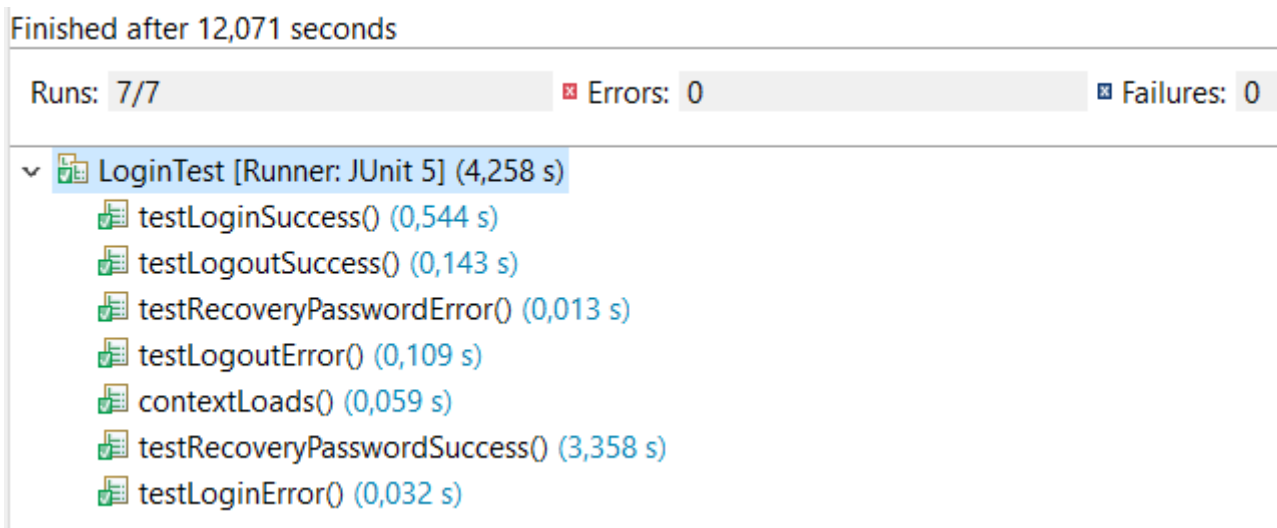 Finished after 12,071 seconds
Runs: 7/7 Errors: 0 Failures: 0
LoginTest [Runner: JUnit 5] (4,258 s)
testLoginSuccess() (0,544 s)
testLogoutSuccess() (0,143 s)
testRecoveryPasswordError() (0,013 s)
testLogoutError() (0,109 s)
contextLoads() (0,059 s)
testRecoveryPasswordSuccess() (3,358 s)
testLoginError() (0,032 s)